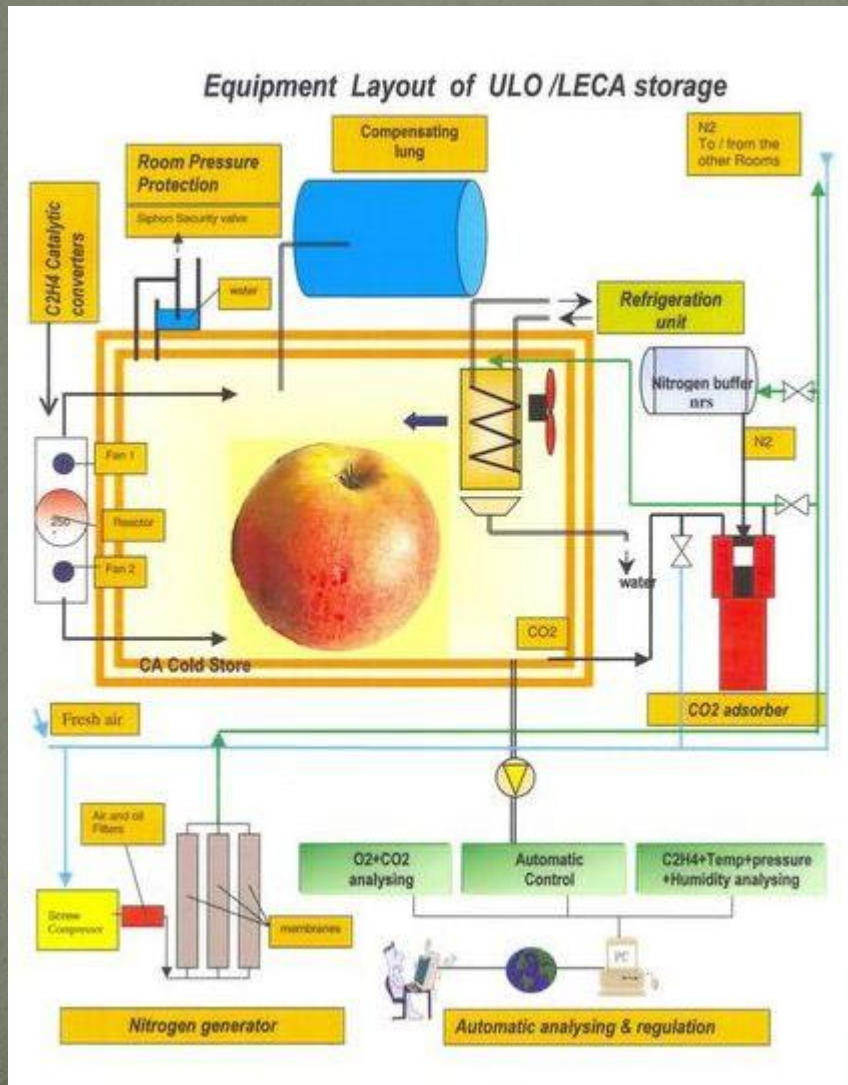 Equipment Layout of ULO /LECA storage
Compensating
lung
N2
To / from the
other Rooms
Room Pressure
Protection
Siphon Security valve
C2H4 Catalytic
converters
water
Refrigeration
unit
Nitrogen buffer
nrs
N2
Fan 1
250
Reactor
Fan 2
water
CO2
CA Cold Store
CO2 adsorber
Fresh air
Air and oil
Filters
O2+CO2
analysing
Automatic
Control
C2H4+Temp+pressure
+Humidity analysing
Screw
Compressor
membranes
PC
Nitrogen generator
Automatic analysing & regulation